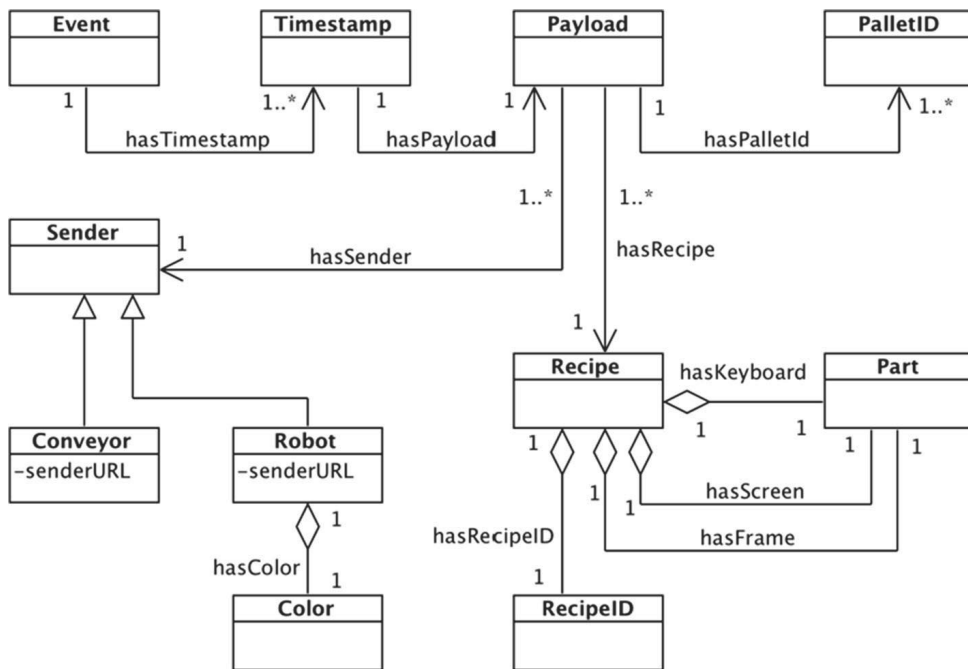 Event
Timestamp
Payload
PalletID
1
1..*
1
1
1
1..*
hasTimestamp
hasPayload
hasPalletId
1..*
1..*
Sender
1
hasSender
hasRecipe
1
Recipe
hasKeyboard
Part
1
1
Conveyor
-senderURL
Robot
-senderURL
1
1
1
1
1
hasScreen
1
hasRecipeID
hasFrame
hasColor
1
1
Color
1
RecipeID